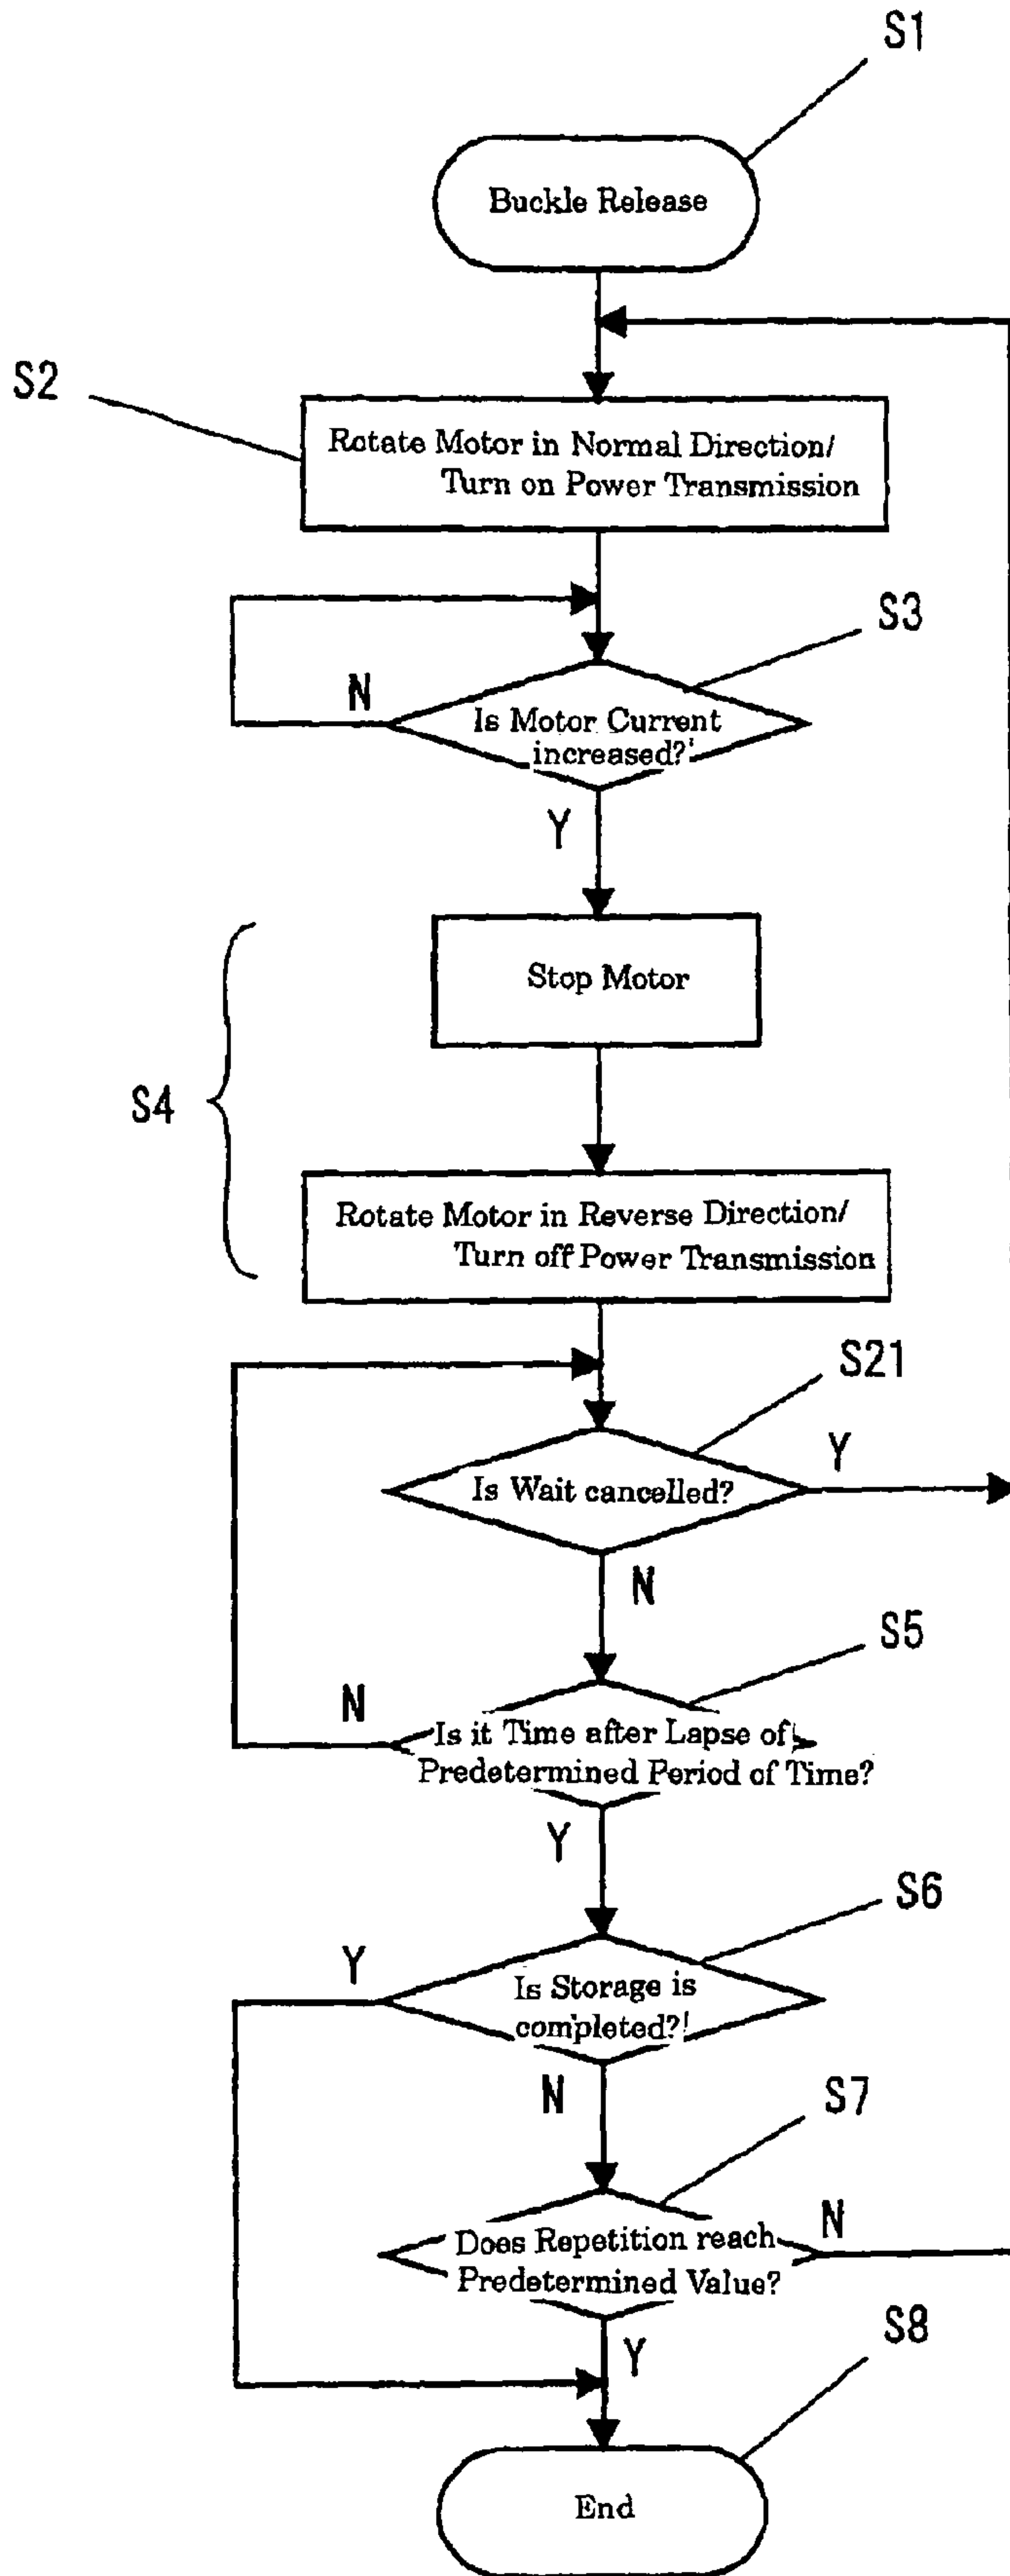 S1
Buckle Release
S2
Rotate Motor in Normal Direction/
Turn on Power Transmission
S3
N
Is Motor Current
increased?
Y
Stop Motor
S4
Rotate Motor in Reverse Direction/
Turn off Power Transmission
S21
Is Wait cancelled?
Y
N
S5
N
Is it Time after Lapse of
Predetermined Period of Time?
Y
S6
Y
Is Storage is
completed?
N
S7
Does Repetition reach
Predetermined Value?
N
Y
S8
End